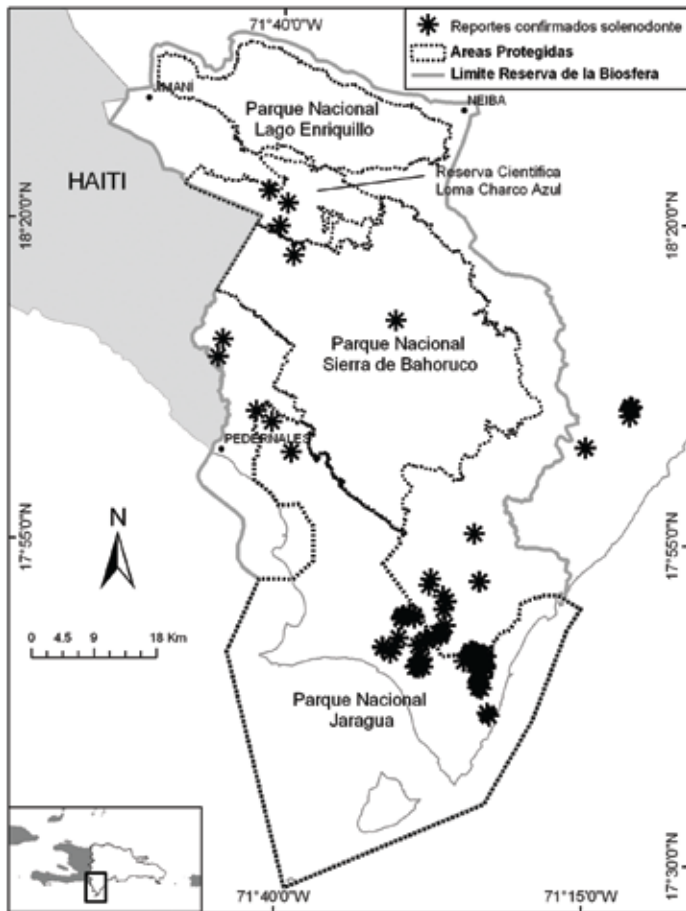 71°40'0"W
Reportes confirmados solenodonte
Areas Protegidas
Limite Reserva de la Biosfera
JIMANÍ
NEIBA
Parque Nacional
Lago Enriquillo
HAITI
Reserva Científica
Loma Charco Azul
18°20'0"N
18°20'0"N
Parque Nacional
Sierra de Bahoruco
PEDERNALES
N
17°55'0"N
17°55'0"N
0 4.5 9 18 Km
Parque Nacional
Jaragua
17°30'0"N
71°40'0"W
71°15'0"W